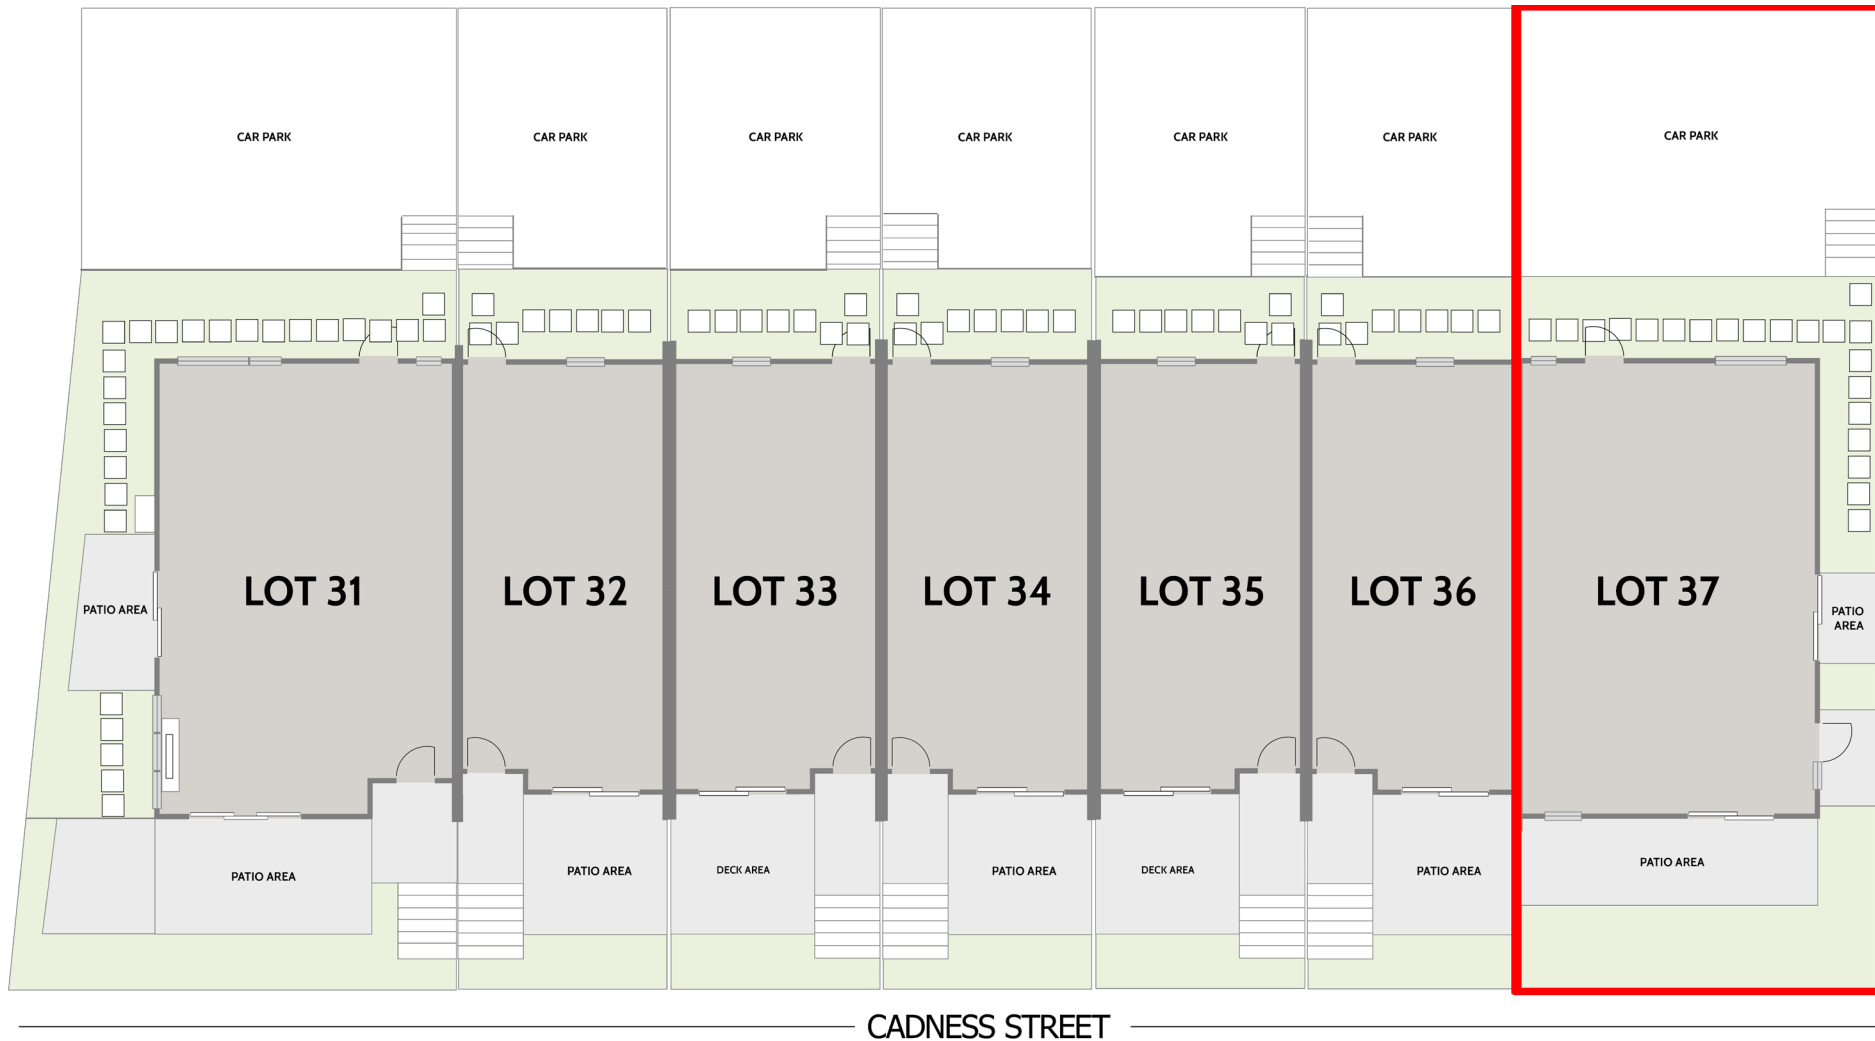 CAR PARK
CAR PARK
CAR PARK
CAR PARK
CAR PARK
CAR PARK
CAR PARK
LOT 31
LOT 32
LOT 33
LOT 34
LOT 35
LOT 36
LOT 37
PATIO AREA
PATIO
AREA
PATIO AREA
PATIO AREA
DECK AREA
PATIO AREA
DECK AREA
PATIO AREA
PATIO AREA
CADNESS STREET